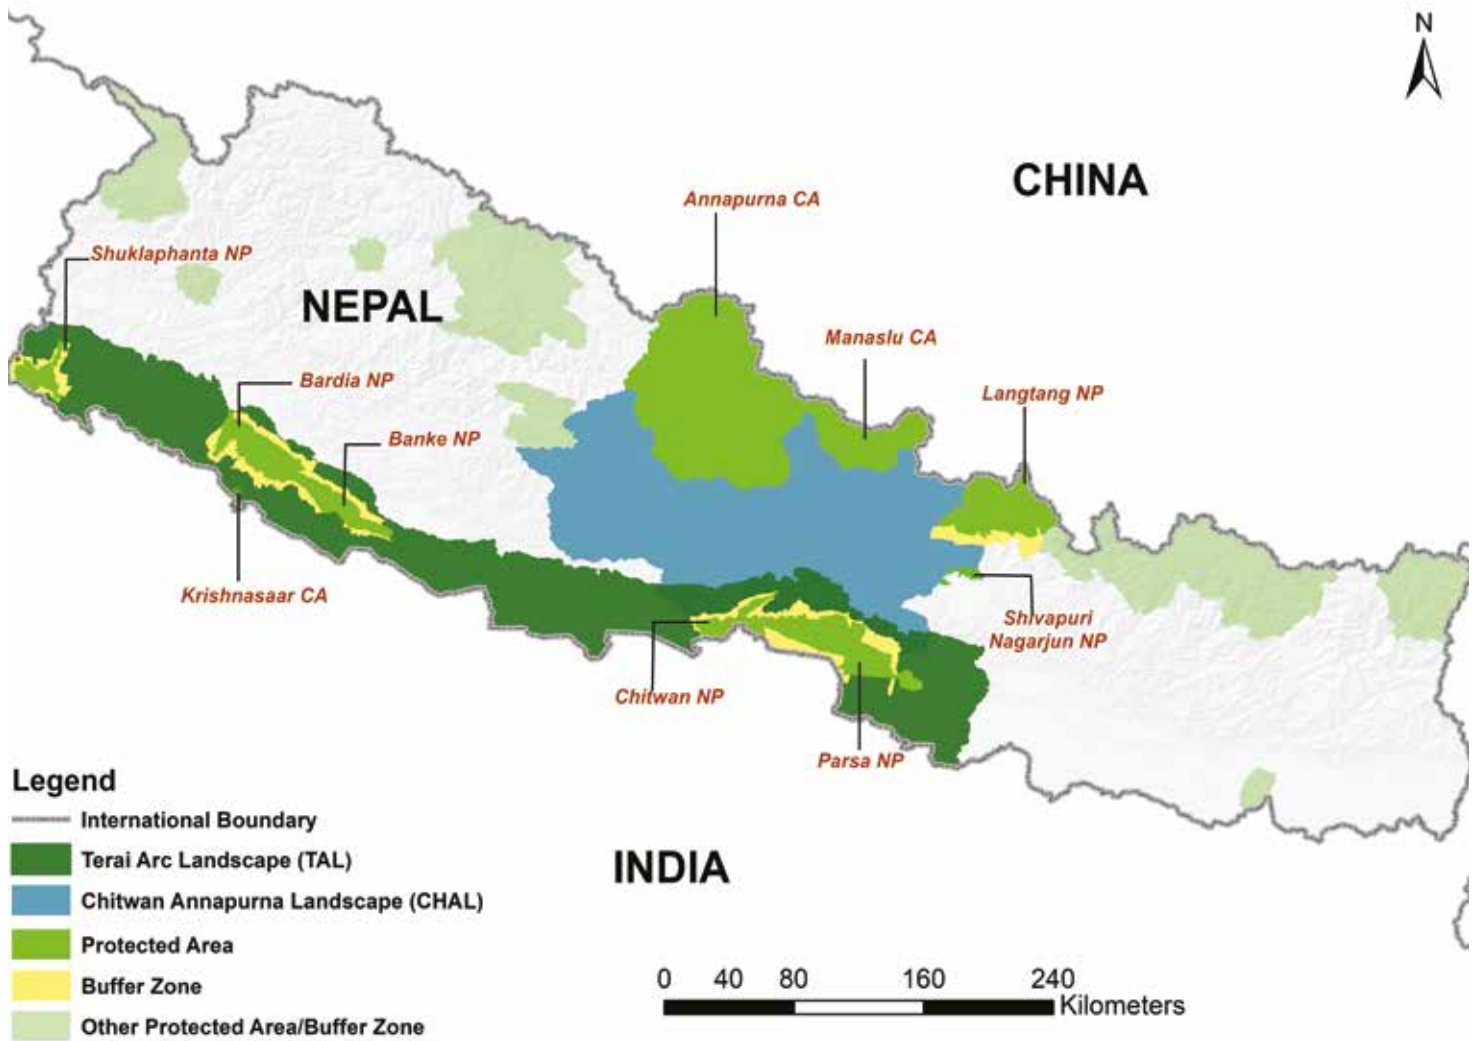 N
CHINA
Annapurna CA
Shuklaphanta NP
NEPAL
Manaslu CA
Bardia NP
Langtang NP
Banke NP
Krishnasaar CA
Shivapuri
Nagarjun NP
Chitwan NP
Parsa NP
INDIA
Legend
International Boundary
Terai Arc Landscape (TAL)
Chitwan Annapurna Landscape (CHAL)
Protected Area
Buffer Zone
Other Protected Area/Buffer Zone
0 40 80 160 240
Kilometers